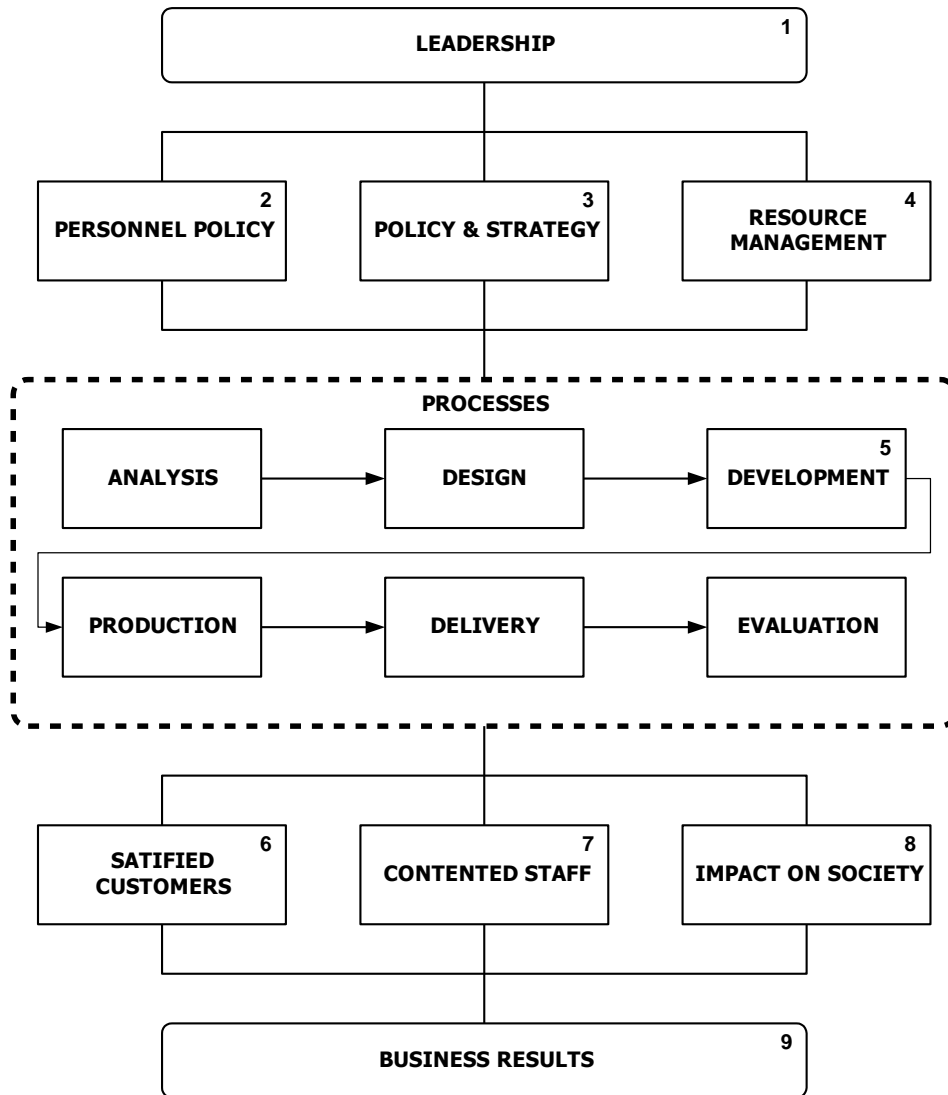 1
LEADERSHIP
2
PERSONNEL POLICY
3
POLICY & STRATEGY
4
RESOURCE
MANAGEMENT
PROCESSES
ANALYSIS
DESIGN
5
DEVELOPMENT
PRODUCTION
DELIVERY
EVALUATION
6
SATIFIED
CUSTOMERS
7
CONTENTED STAFF
8
IMPACT ON SOCIETY
9
BUSINESS RESULTS